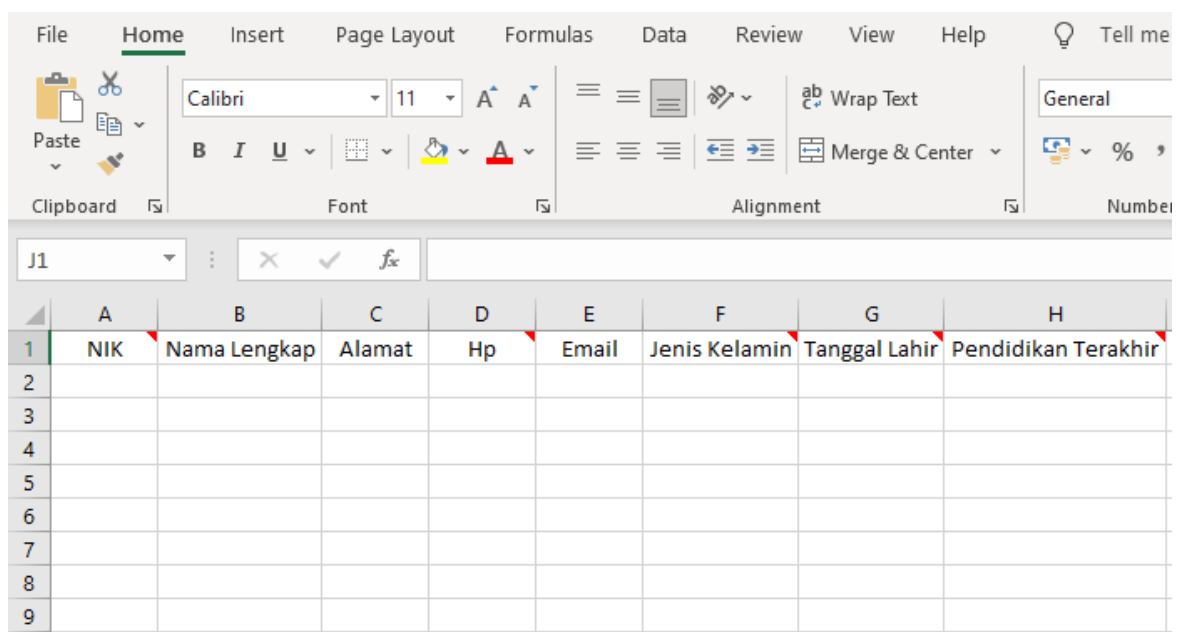 File Home Insert Page Layout Formulas Data Review View Help Tell me
Calibri 11 A A ab Wrap Text General
Paste B I U A Merge & Center % ,
Clipboard Font Alignment Number
J1 fx
A B C D E F G H
1 NIK Nama Lengkap Alamat Hp Email Jenis Kelamin Tanggal Lahir Pendidikan Terakhir
2
3
4
5
6
7
8
9